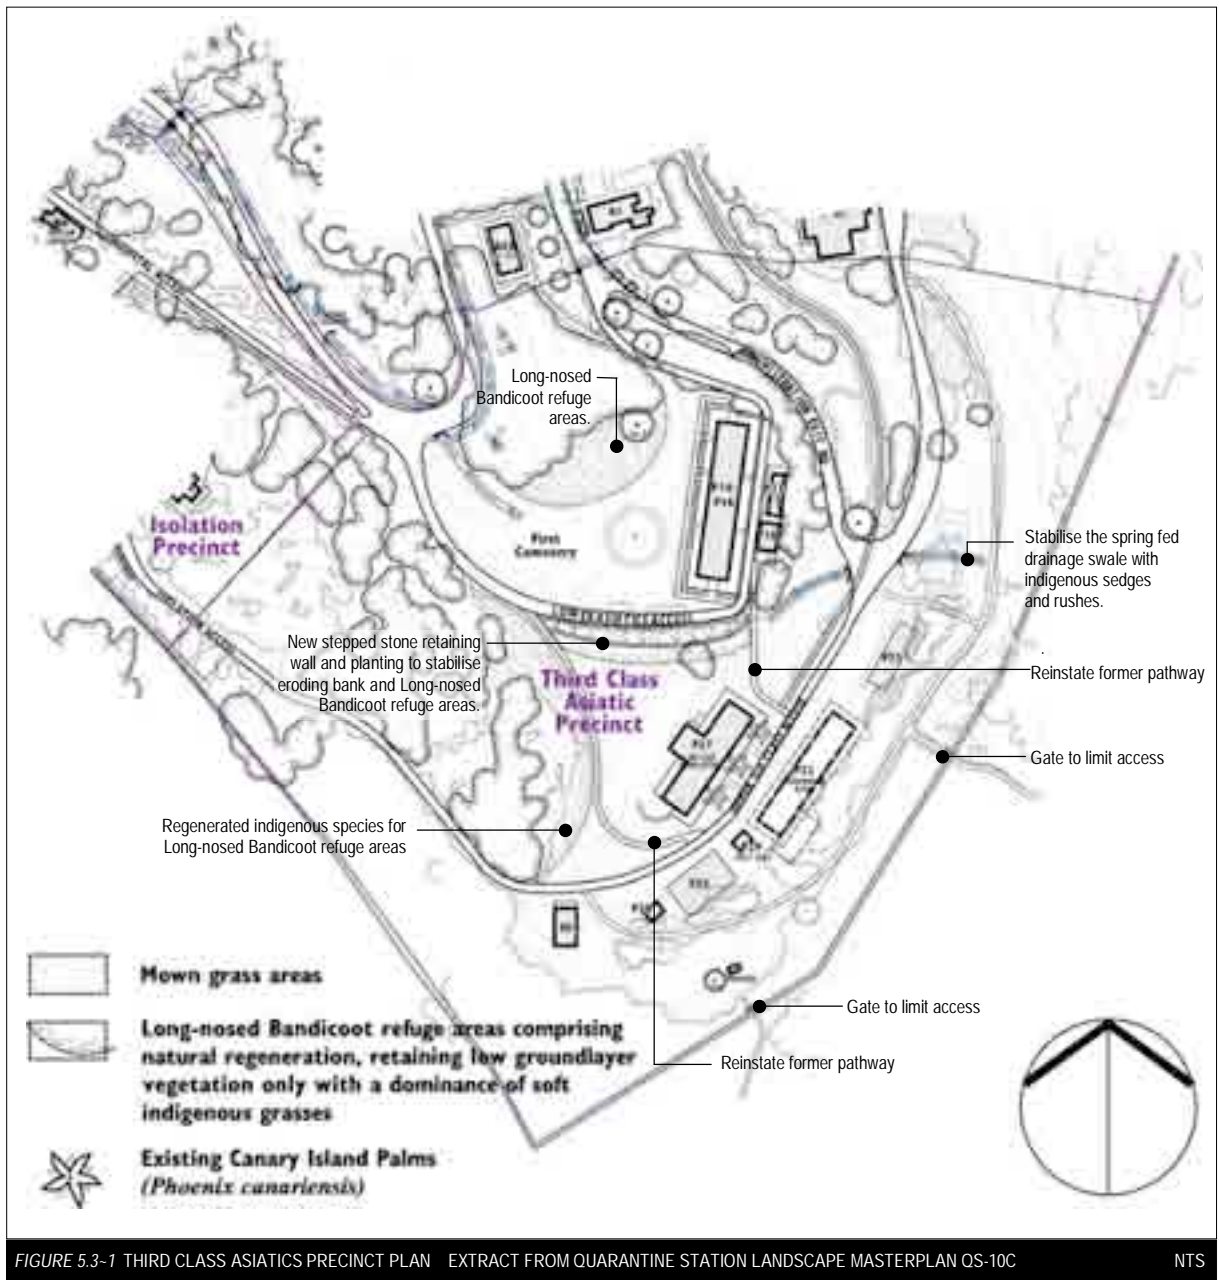 Long-nosed
Bandicoot refuge
areas.
Isolation
Precinct
First
Cemetery
Stabilise the spring fed
drainage swale with
indigenous sedges
and rushes.
New stepped stone retaining
wall and planting to stabilise
eroding bank and Long-nosed
Bandicoot refuge areas.
Third Class
Asiatic
Precinct
Reinstate former pathway
Gate to limit access
Regenerated indigenous species for
Long-nosed Bandicoot refuge areas
Mown grass areas
Long-nosed Bandicoot refuge areas comprising
natural regeneration, retaining low groundlayer
vegetation only with a dominance of soft
indigenous grasses
Gate to limit access
Reinstate former pathway
Existing Canary Island Palms
(Phoenix canariensis)
FIGURE 5.3~1 THIRD CLASS ASIATICS PRECINCT PLAN EXTRACT FROM QUARANTINE STATION LANDSCAPE MASTERPLAN QS-10C NTS